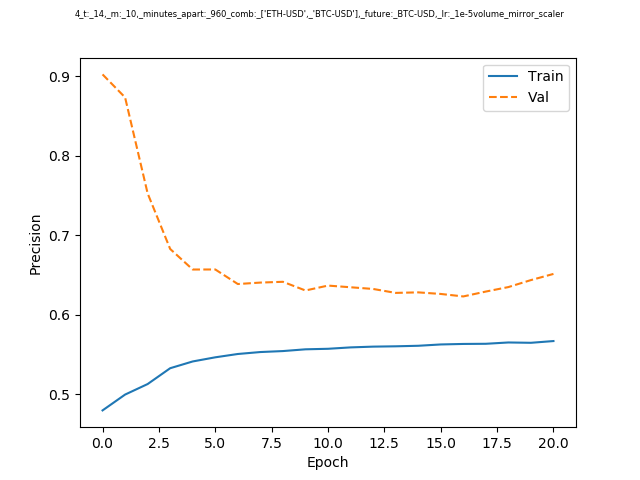 4_t:_14,_m:_10,_minutes_apart:_960_comb:_['ETH-USD',_'BTC-USD'],_future:_BTC-USD,_lr:_1e-5volume_mirror_scaler
Train
Val
Precision
0.9
0.8
0.7
0.6
0.5
0.0 2.5 5.0 7.5 10.0 12.5 15.0 17.5 20.0
Epoch